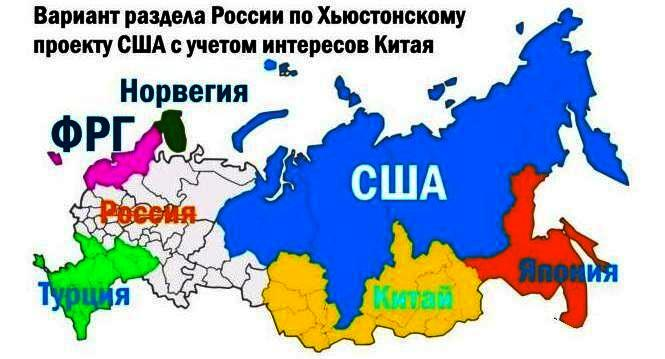 Вариант раздела России по Хьюстонскому
проекту США с учетом интересов Китая
Норвегия
ФРГ
США
Россия
Турция
Китай
Япония